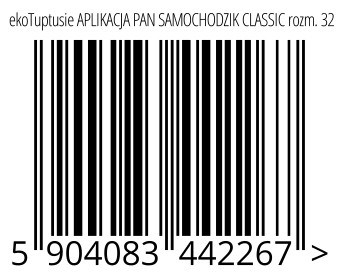 ekoTuptusie APLIKACJA PAN SAMOCHODZIK CLASSIC rozm. 32
5 904083 442267 >